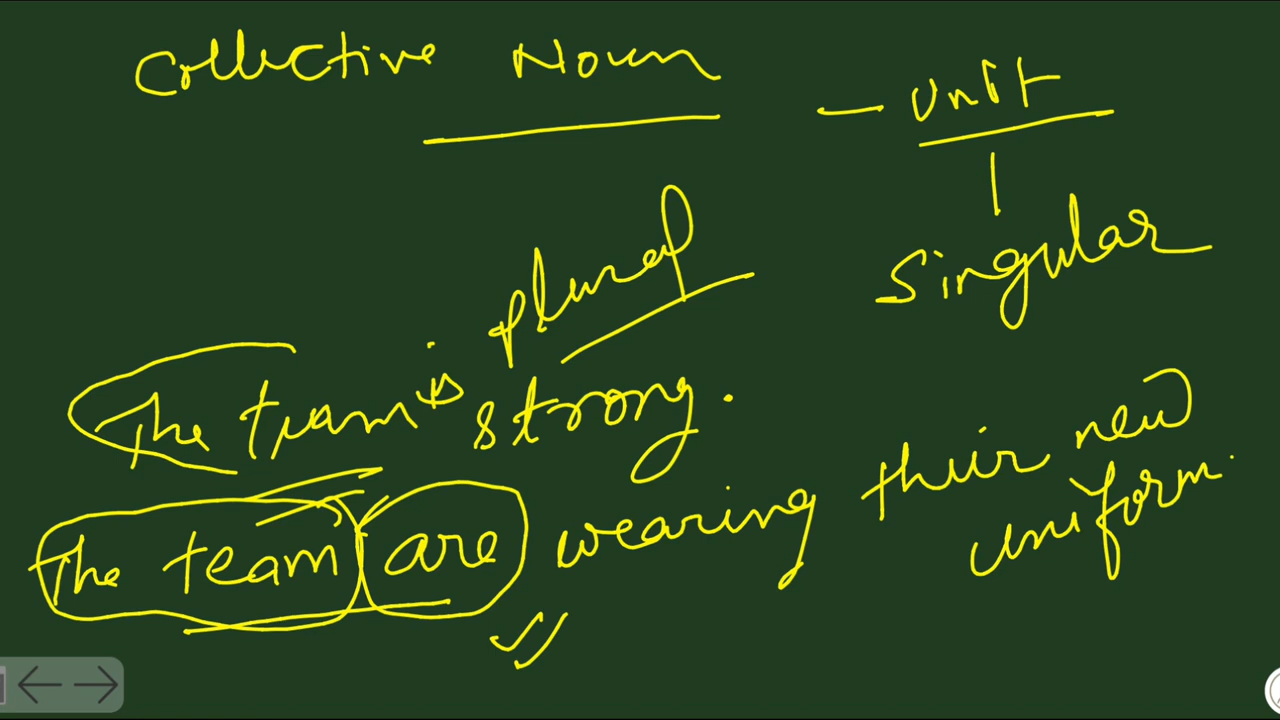 Collective Noun
- Unit
Singular
plural
The team is strong.
The team are wearing their new
uniform.